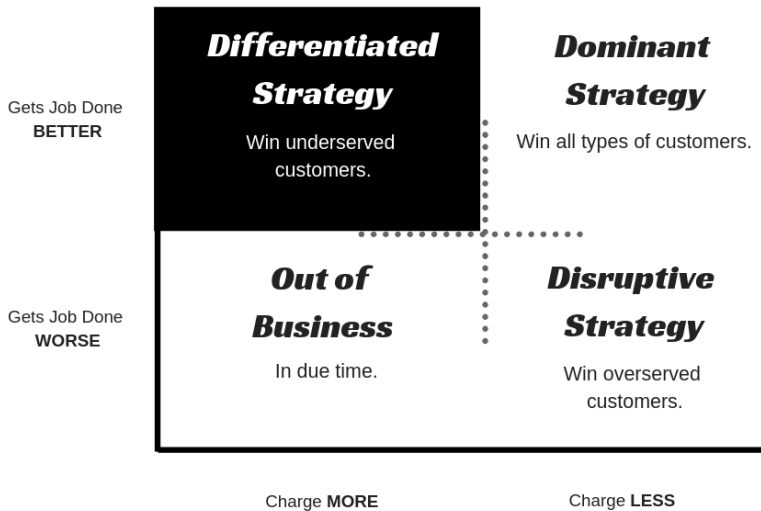 Differentiated
Strategy
Win underserved
customers.
Dominant
Strategy
Win all types of customers.
Gets Job Done
BETTER
Out of
Business
In due time.
Disruptive
Strategy
Win overserved
customers.
Gets Job Done
WORSE
Charge MORE
Charge LESS